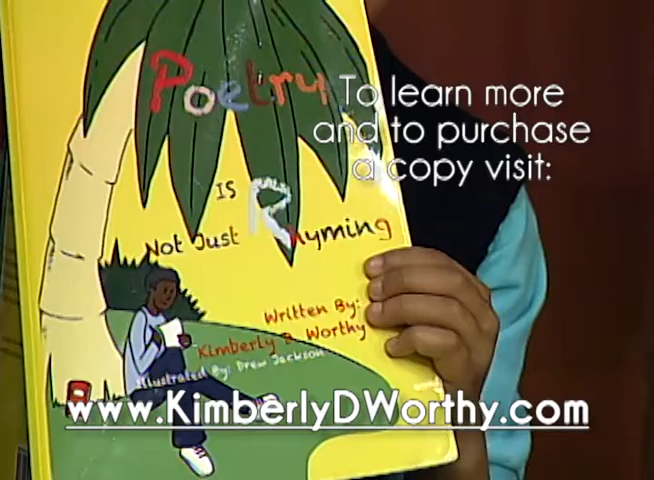 Poetry
Is
Not Just Rhyming
Written By:
Kimberly D. Worthy
Illustrated By: Drew Jackson
To learn more
and to purchase
a copy visit:
www.KimberlyDWorthy.com